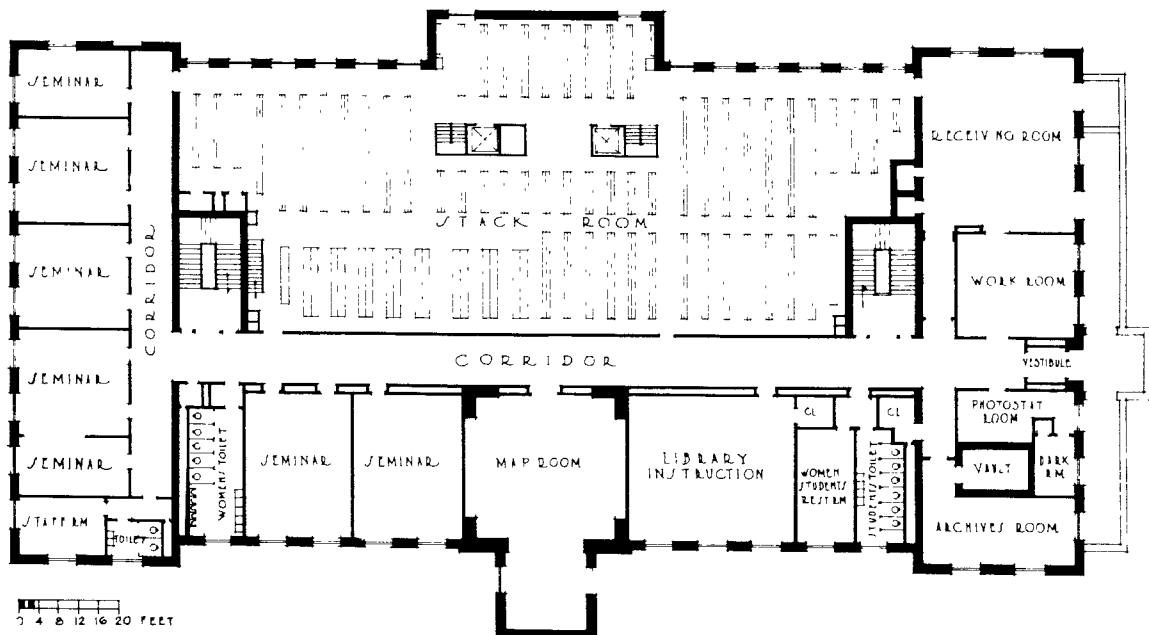 SEMINAR
CORRIDOR
RECEIVING ROOM
SEMINAR
STACK ROOM
SEMINAR
WORK ROOM
CORRIDOR
VESTIBULE
SEMINAR
PHOTOSTAT
ROOM
CL.
CL
SEMINAR
SEMINAR
SEMINAR
MAP ROOM
LIBRARY
INSTRUCTION
WOMEN
STUDENTS
REST RM
WOMENS TOILET
STUDENTS TOILET
VAULT
DARK
RM.
STAFF RM
TOILET
ARCHIVES ROOM
0 4 8 12 16 20 FEET